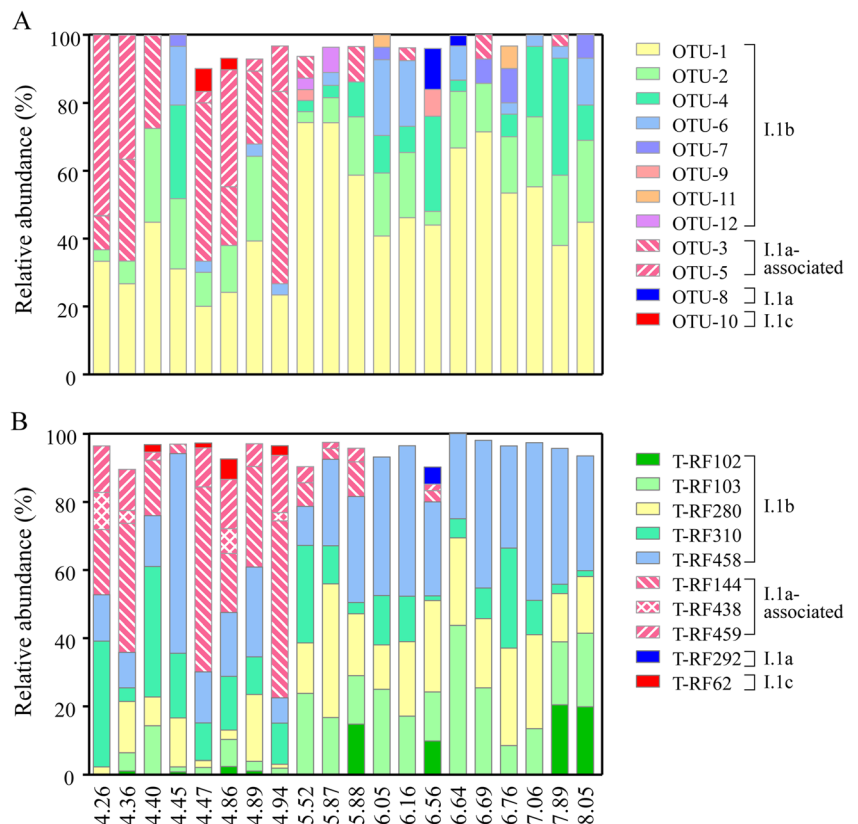 A
Relative abundance (%)
100
80
60
40
20
0
OTU-1
OTU-2
OTU-4
OTU-6
OTU-7
OTU-9
OTU-11
OTU-12
I.1b
OTU-3
OTU-5
I.1a-
associated
OTU-8
I.1a
OTU-10
I.1c
B
Relative abundance (%)
100
80
60
40
20
0
T-RF102
T-RF103
T-RF280
T-RF310
T-RF458
I.1b
T-RF144
T-RF438
T-RF459
I.1a-
associated
T-RF292
I.1a
T-RF62
I.1c
4.26
4.36
4.40
4.45
4.47
4.86
4.89
4.94
5.52
5.87
5.88
6.05
6.16
6.56
6.64
6.69
6.76
7.06
7.89
8.05